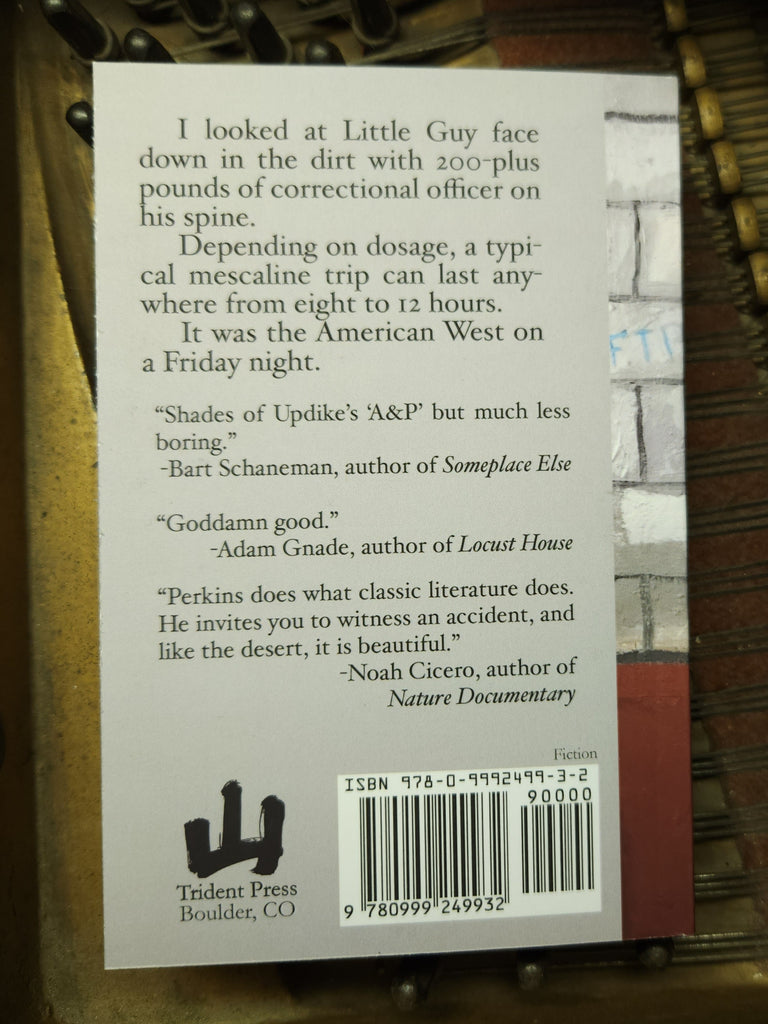 I looked at Little Guy face
down in the dirt with 200-plus
pounds of correctional officer on
his spine.
Depending on dosage, a typi-
cal mescaline trip can last any-
where from eight to 12 hours.
It was the American West on
a Friday night.
“Shades of Updike’s ‘A&P’ but much less
boring.”
-Bart Schaneman, author of Someplace Else
“Goddamn good.”
-Adam Gnade, author of Locust House
“Perkins does what classic literature does.
He invites you to witness an accident, and
like the desert, it is beautiful.”
-Noah Cicero, author of
Nature Documentary
FTP
Fiction
ISBN 978-0-9992499-3-2
90000
9 780999 249932
Trident Press
Boulder, CO